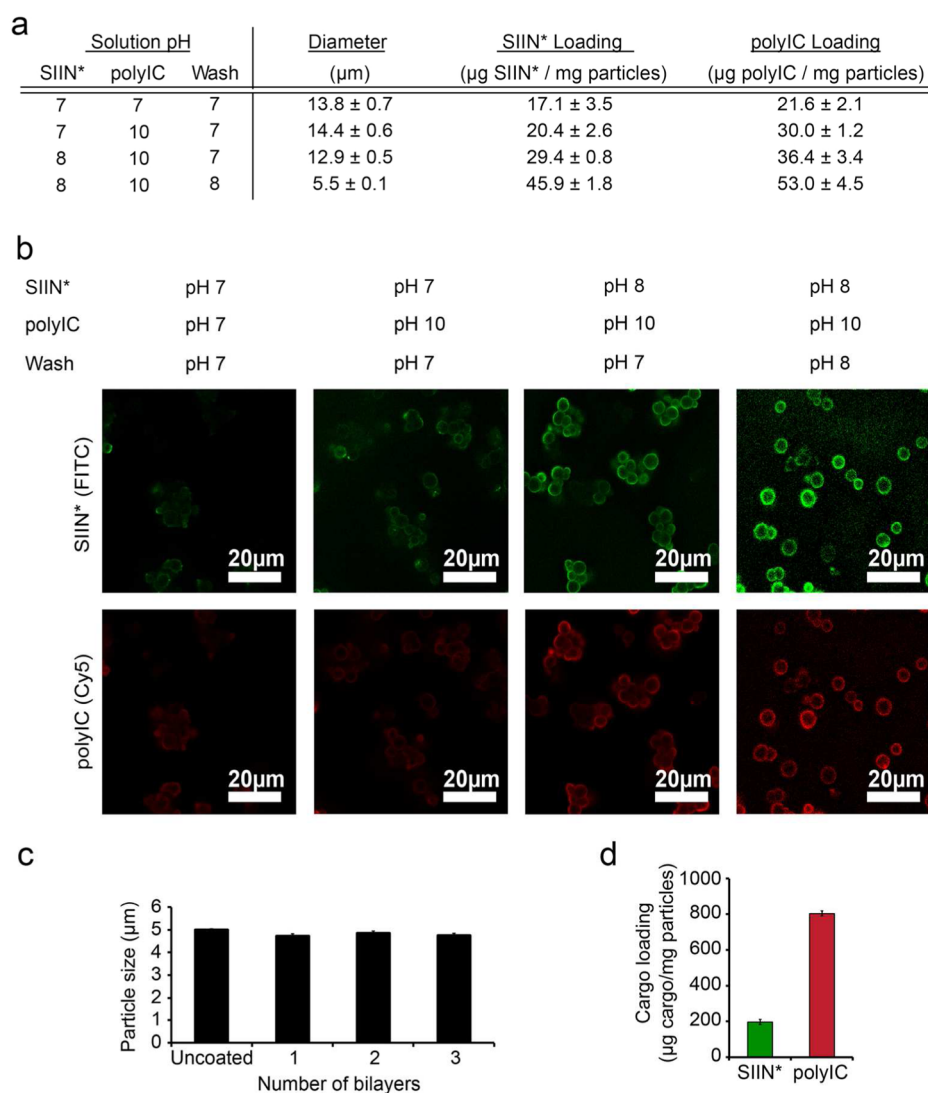 a
Solution pH Diameter SIIN* Loading polyIC Loading
SIIN* polyIC Wash (µm) (µg SIIN* / mg particles) (µg polyIC / mg particles)
7 7 7 13.8 ± 0.7 17.1 ± 3.5 21.6 ± 2.1
7 10 7 14.4 ± 0.6 20.4 ± 2.6 30.0 ± 1.2
8 10 7 12.9 ± 0.5 29.4 ± 0.8 36.4 ± 3.4
8 10 8 5.5 ± 0.1 45.9 ± 1.8 53.0 ± 4.5
b
SIIN* pH 7 pH 7 pH 8 pH 8
polyIC pH 7 pH 10 pH 10 pH 10
Wash pH 7 pH 7 pH 7 pH 8
SIIN* (FITC)
20µm 20µm 20µm 20µm
polyIC (Cy5)
20µm 20µm 20µm 20µm
c
Particle size (µm)
6
5
4
3
2
1
0
Uncoated 1 2 3
Number of bilayers
d
Cargo loading
(µg cargo/mg particles)
1000
800
600
400
200
0
SIIN* polyIC